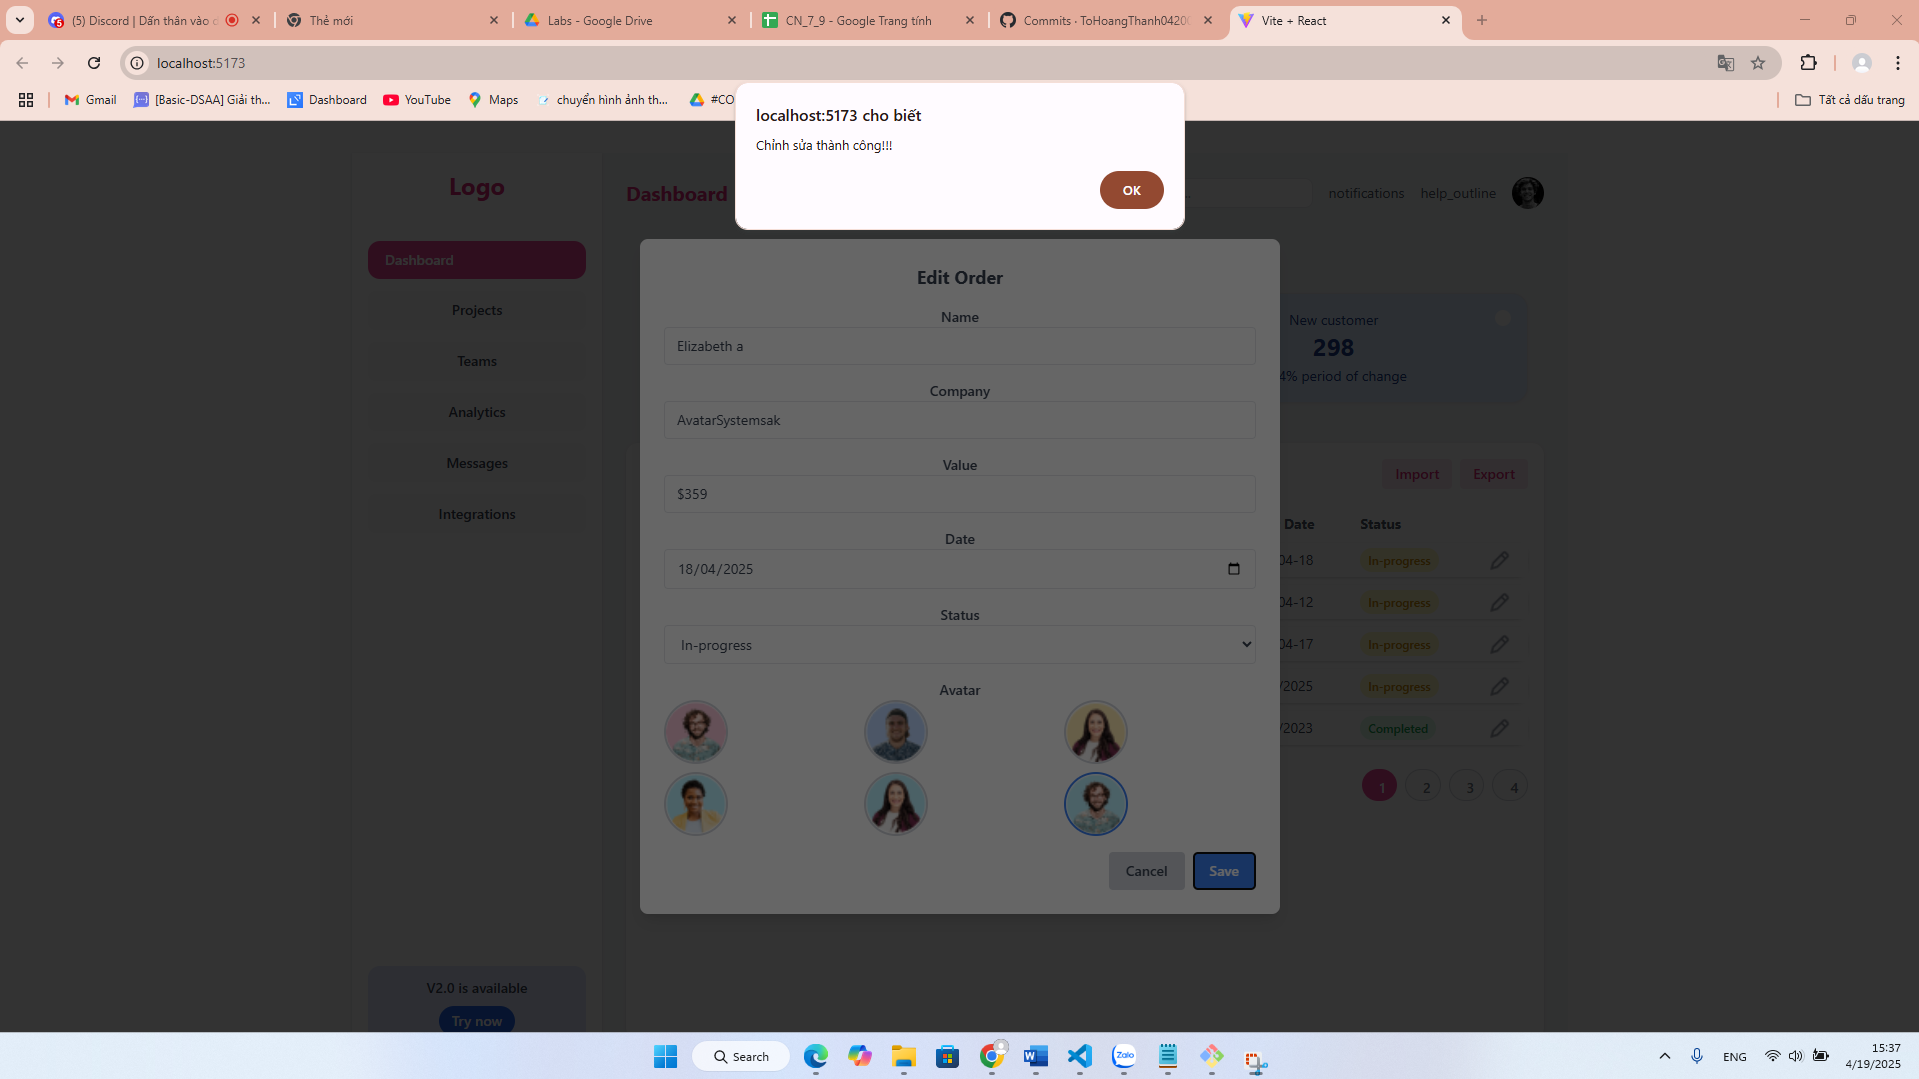 (5) Discord | Dấn thân vào d
Thẻ mới
Labs - Google Drive
CN_7_9 - Google Trang tính
Commits · ToHoangThanh0420
Vite + React
localhost:5173
Gmail
[Basic-DSAA] Giải th...
Dashboard
YouTube
Maps
chuyển hình ảnh th...
#CO
Tất cả dấu trang
localhost:5173 cho biết
Chỉnh sửa thành công!!!
OK
Logo
Dashboard
notifications
help_outline
Dashboard
Projects
Teams
Analytics
Messages
Integrations
V2.0 is available
Try now
Edit Order
Name
Elizabeth a
Company
AvatarSystemsak
Value
$359
Date
18/04/2025
Status
In-progress
Avatar
Cancel
Save
New customer
298
4% period of change
Import
Export
Date
Status
04-18
In-progress
04-12
In-progress
04-17
In-progress
/2025
In-progress
/2023
Completed
1
2
3
4
Search
ENG
15:37
4/19/2025